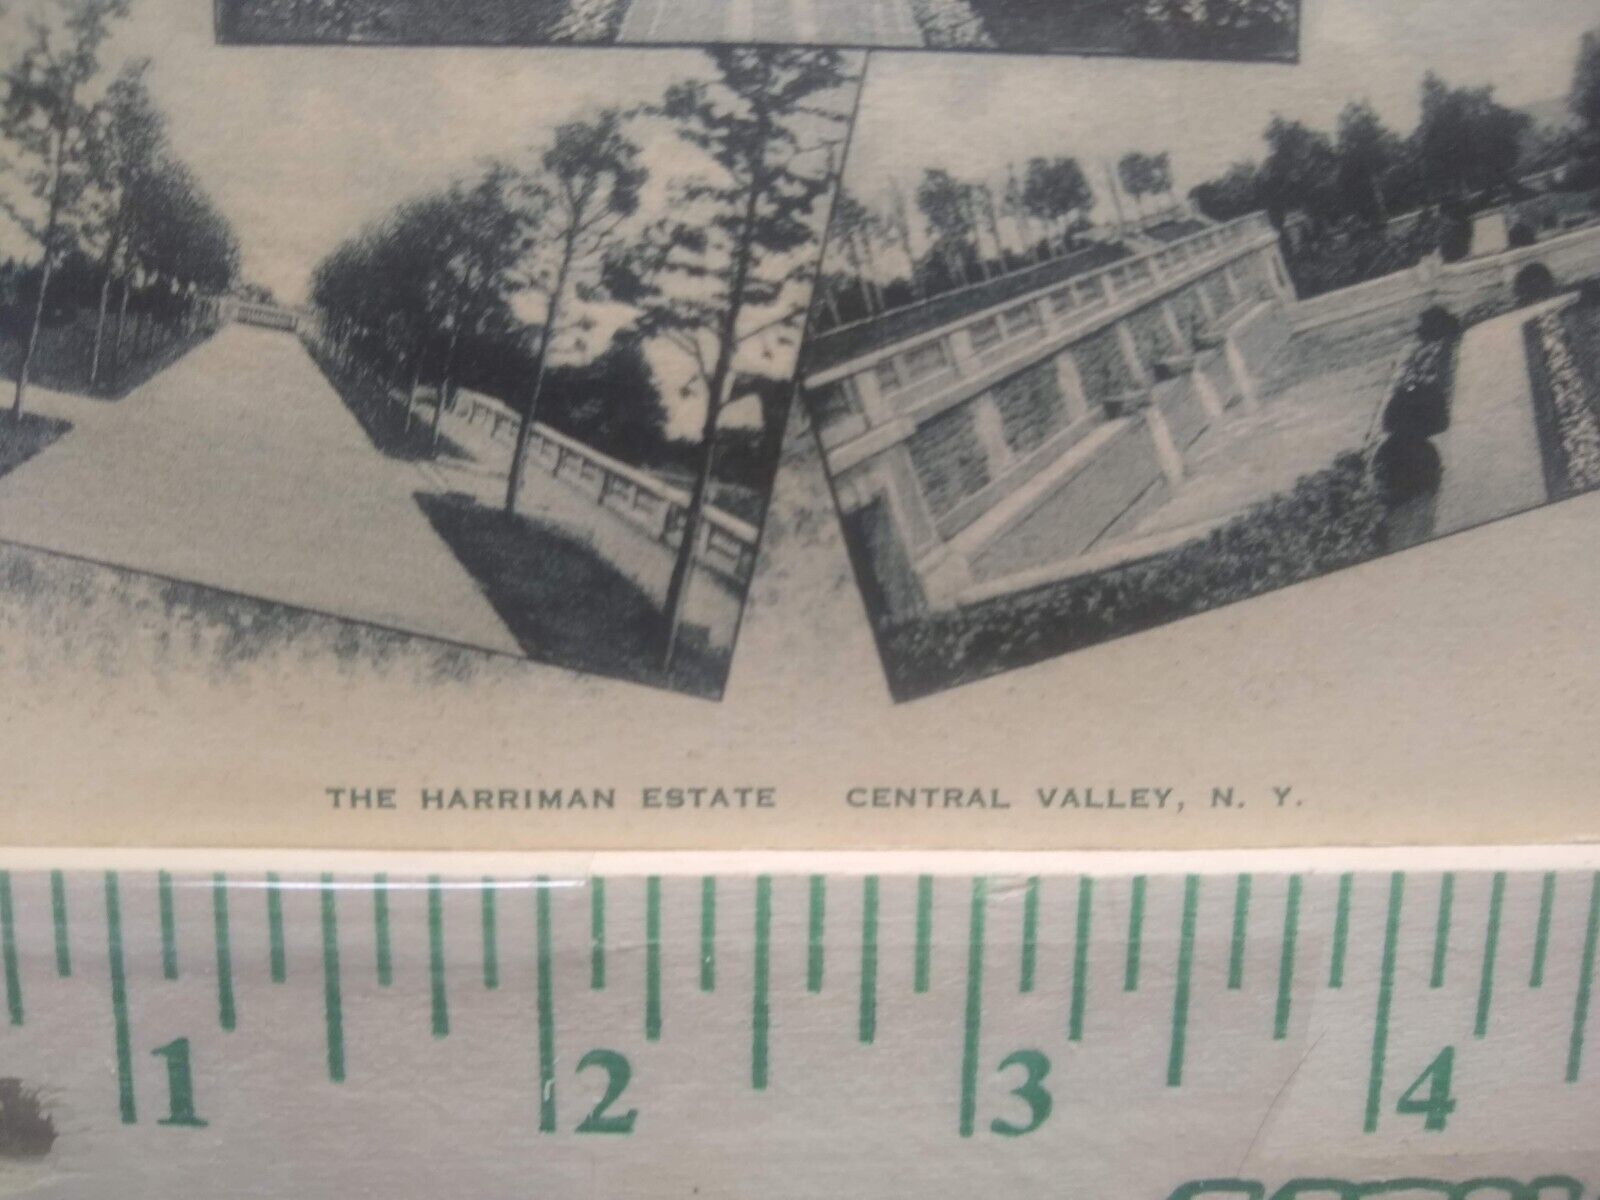 THE HARRIMAN ESTATE CENTRAL VALLEY, N. Y.
1 2 3 4